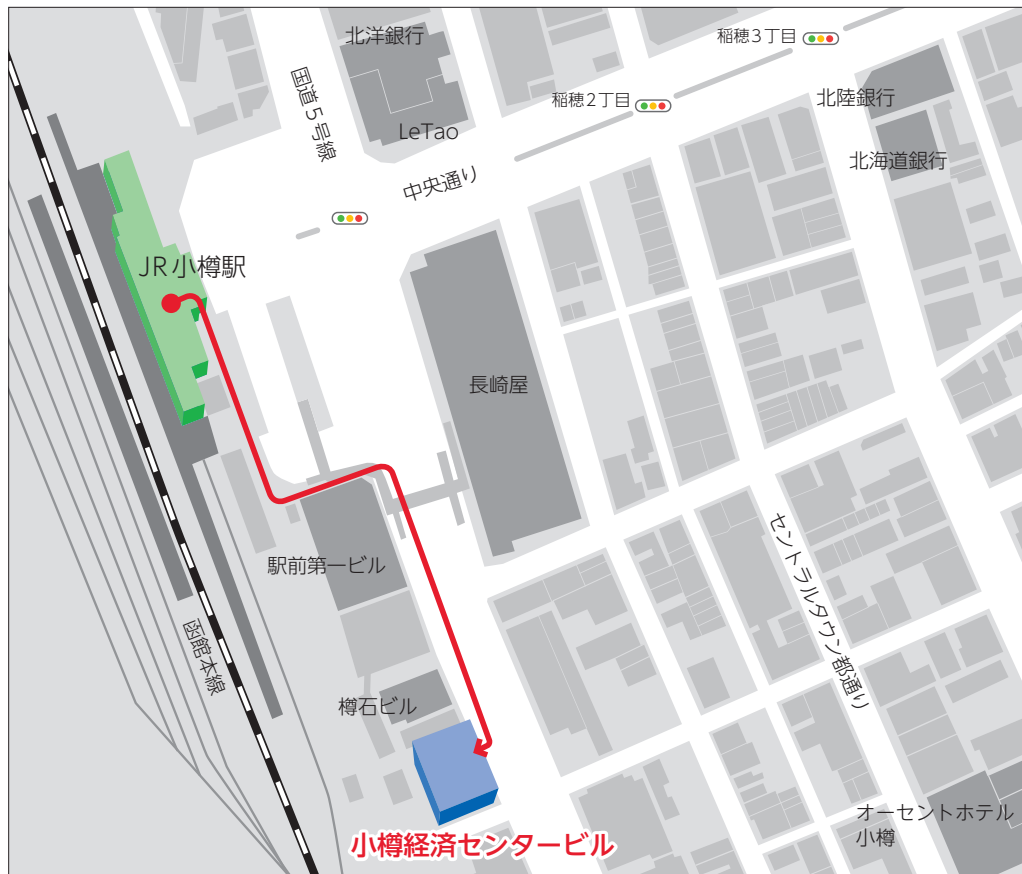 北洋銀行
稲穂3丁目
国道5号線
稲穂2丁目
北陸銀行
LeTao
北海道銀行
中央通り
JR小樽駅
長崎屋
セントラルタウン都通り
駅前第一ビル
函館本線
樽石ビル
オーセントホテル
小樽
小樽経済センタービル